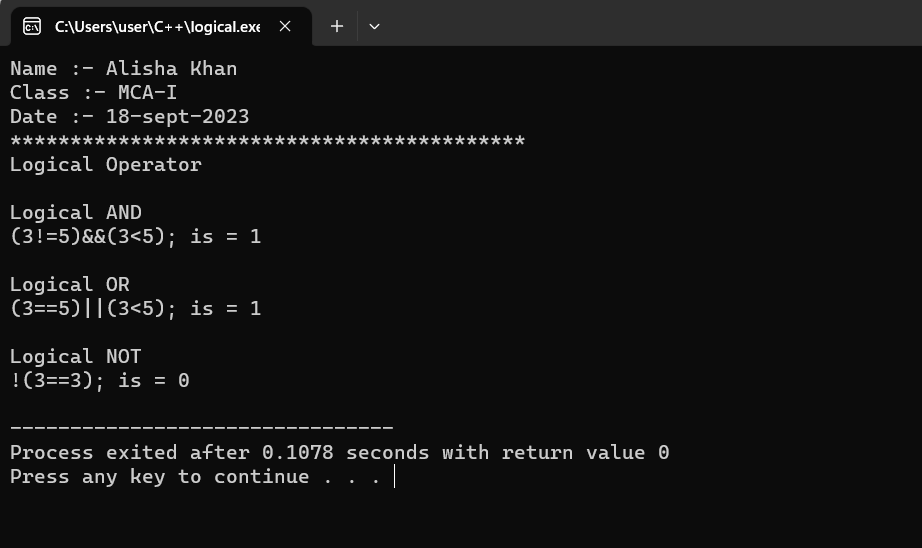 C:\Users\user\C++\logical.exe
Name :- Alisha Khan
Class :- MCA-I
Date :- 18-sept-2023
*******************************************
Logical Operator
Logical AND
(3!=5)&&(3<5); is = 1
Logical OR
(3==5)||(3<5); is = 1
Logical NOT
!(3==3); is = 0
--------------------------------
Process exited after 0.1078 seconds with return value 0
Press any key to continue . . .